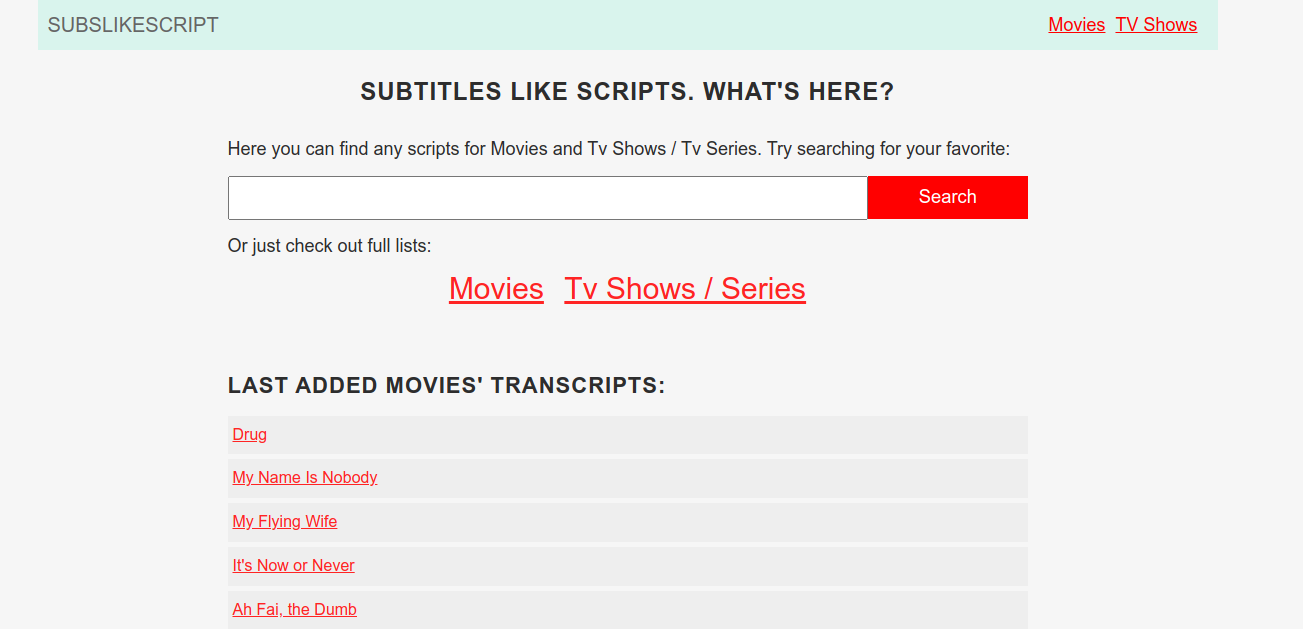 SUBSLIKESCRIPT
Movies TV Shows
SUBTITLES LIKE SCRIPTS. WHAT'S HERE?
Here you can find any scripts for Movies and Tv Shows / Tv Series. Try searching for your favorite:
Search
Or just check out full lists:
Movies Tv Shows / Series
LAST ADDED MOVIES' TRANSCRIPTS:
Drug
My Name Is Nobody
My Flying Wife
It's Now or Never
Ah Fai, the Dumb